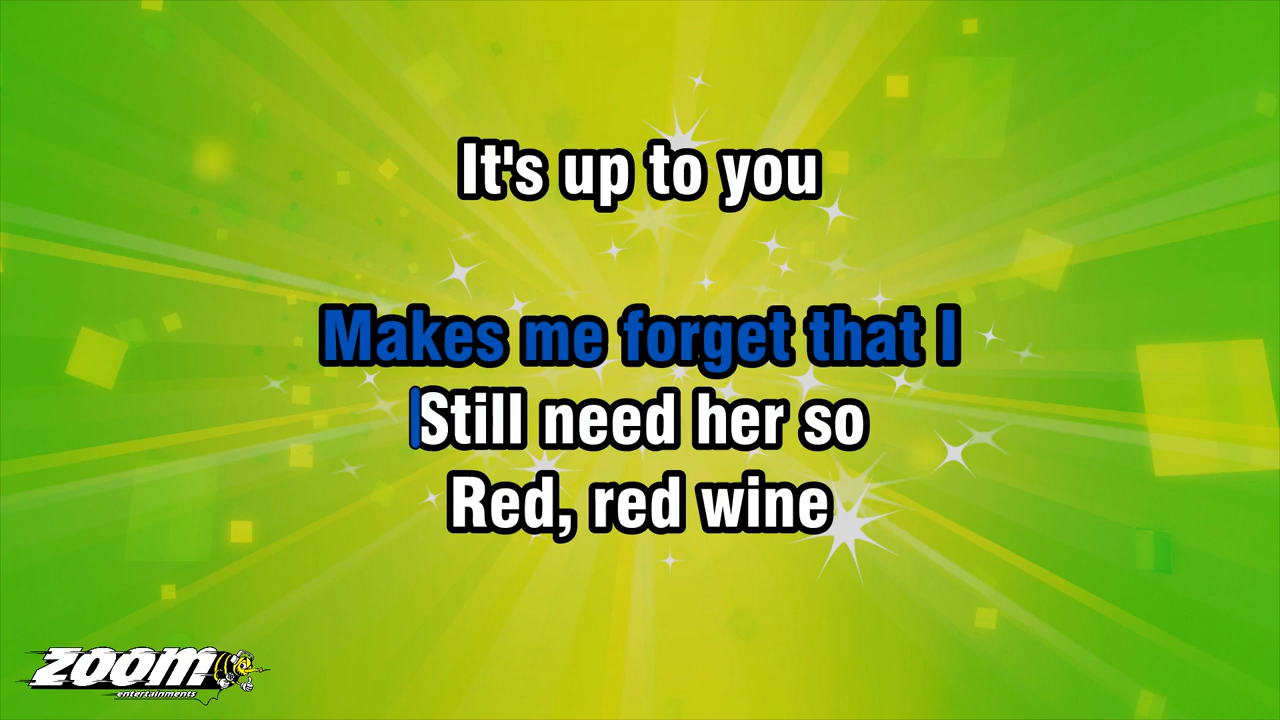 It's up to you
Makes me forget that I
Still need her so
Red, red wine
zoom
entertainments